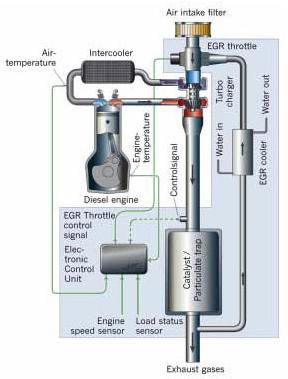 Air intake filter
EGR throttle
Air-
temperature
Intercooler
Turbo
charger
Water out
Water in
EGR cooler
Engine-
temperature
Controlsignal
Diesel engine
EGR Throttle
control
signal
Elec-
tronic
Control
Unit
Catalyst/
Particulate trap
Engine
speed sensor
Load status
sensor
Exhaust gases